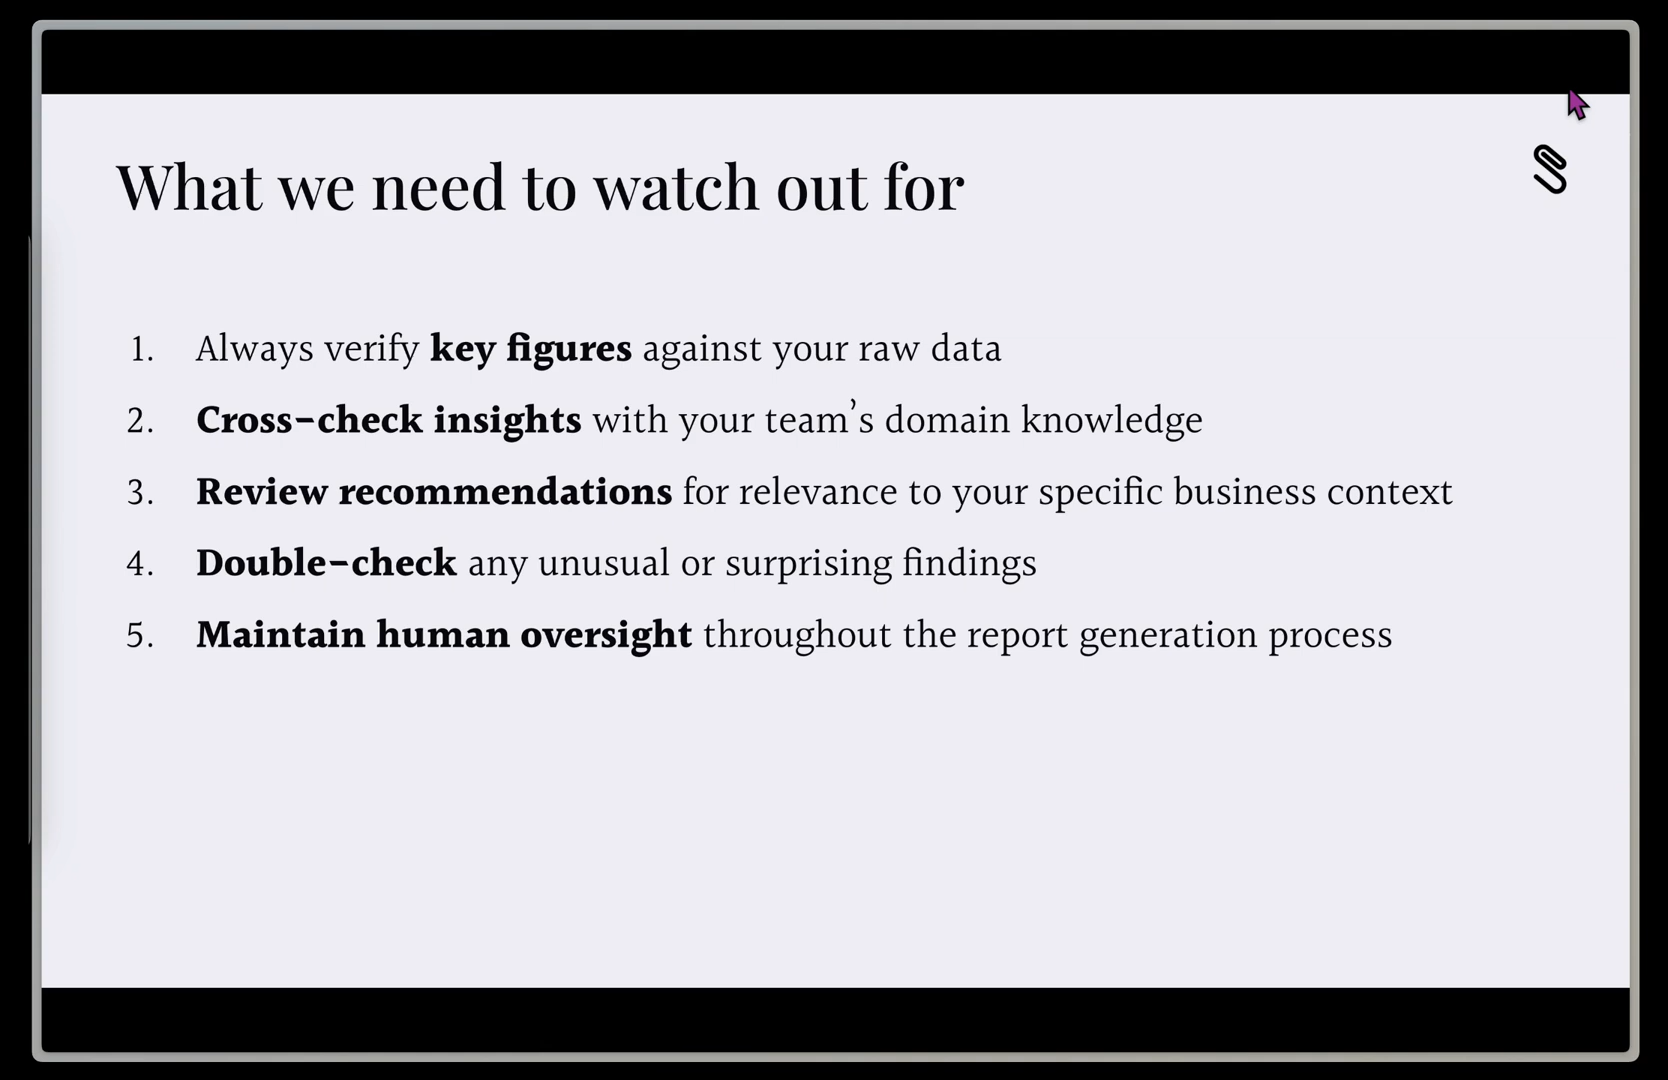 What we need to watch out for
1. Always verify key figures against your raw data
2. Cross-check insights with your team's domain knowledge
3. Review recommendations for relevance to your specific business context
4. Double-check any unusual or surprising findings
5. Maintain human oversight throughout the report generation process